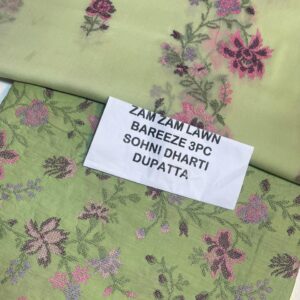 ZAM ZAM LAWN
BAREEZE 3PC
SOHNI DHARTI
DUPATTA